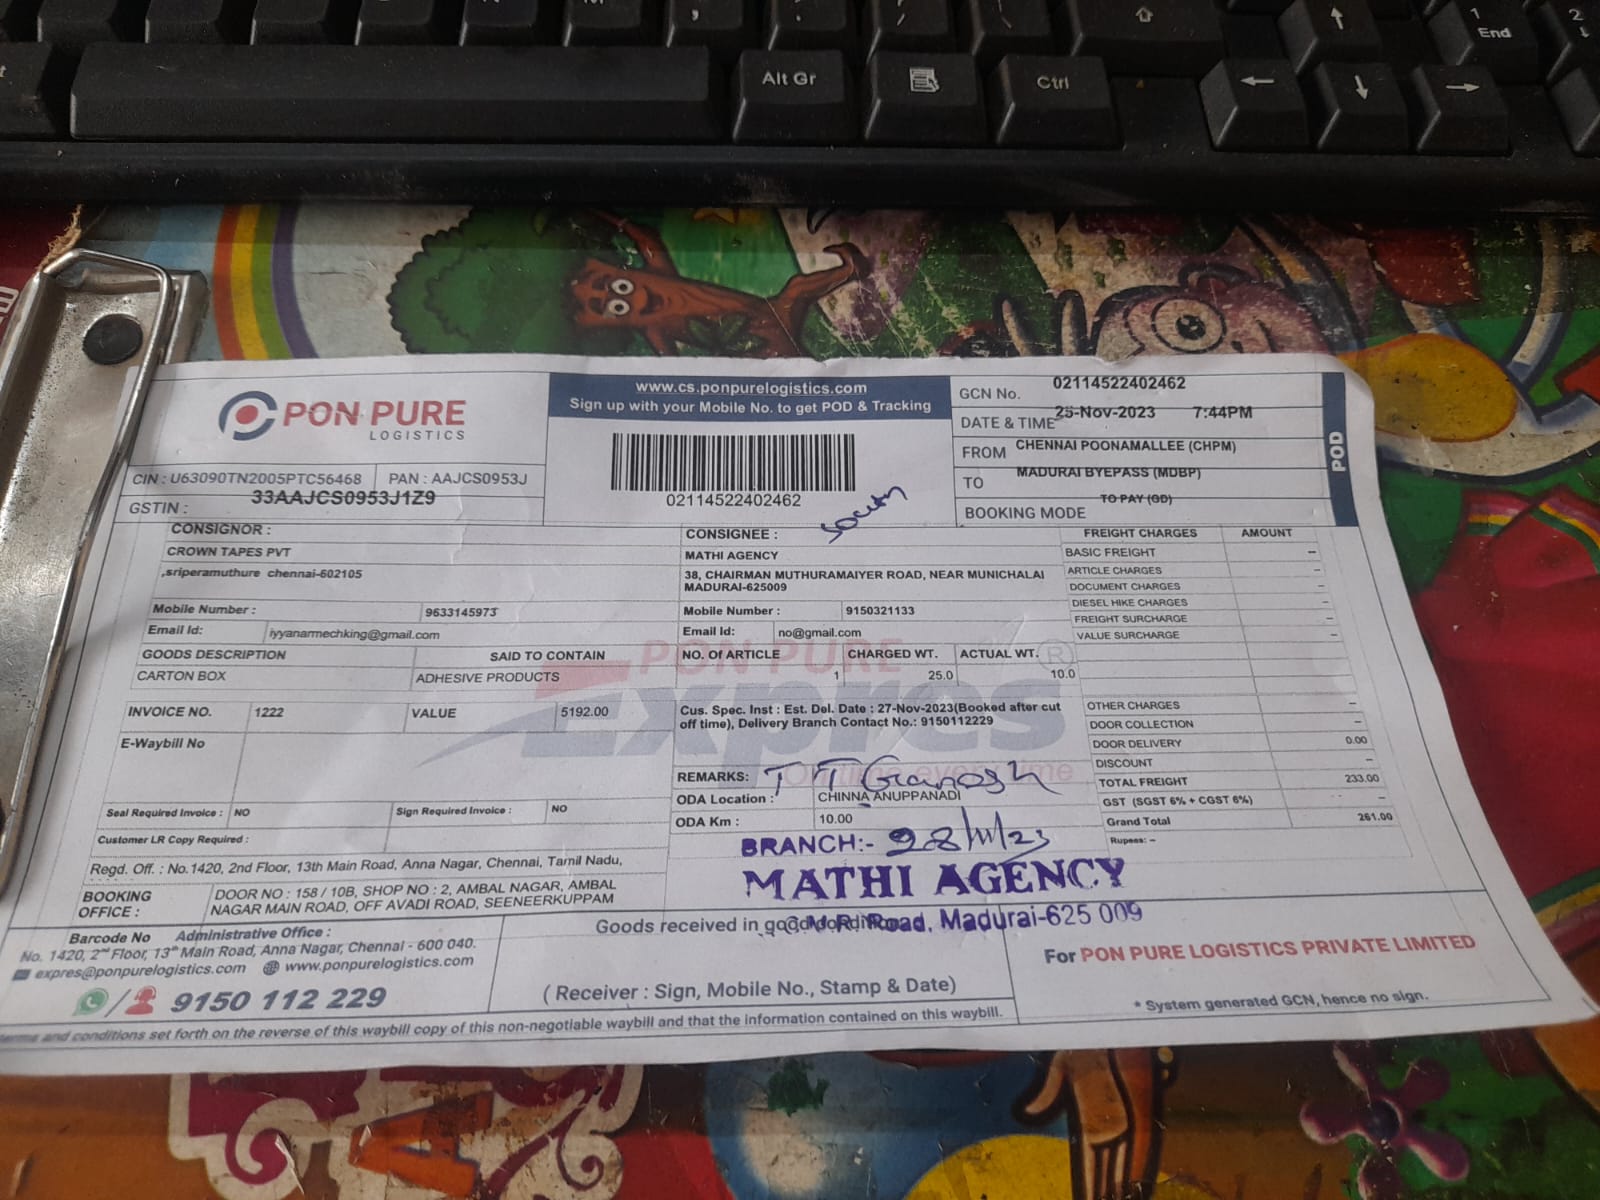 Alt Gr
Ctrl
1
End
2
PON PURE
LOGISTICS
CIN : U63090TN2005PTC56468
PAN : AAJCS0953J
GSTIN :
33AAJCS0953J1Z9
www.cs.ponpurelogistics.com
Sign up with your Mobile No. to get POD & Tracking
02114522402462
South
GCN No.
02114522402462
DATE & TIME
25-Nov-2023 7:44PM
FROM
CHENNAI POONAMALLEE (CHPM)
TO
MADURAI BYEPASS (MDBP)
BOOKING MODE
TO PAY (GD)
POD
CONSIGNOR :
CROWN TAPES PVT
,sriperamuthure chennai-602105
Mobile Number :
9633145973
Email Id:
iyyanarmechking@gmail.com
CONSIGNEE :
MATHI AGENCY
38, CHAIRMAN MUTHURAMAIYER ROAD, NEAR MUNICHALAI
MADURAI-625009
Mobile Number :
9150321133
Email Id:
no@gmail.com
FREIGHT CHARGES
AMOUNT
BASIC FREIGHT –
ARTICLE CHARGES –
DOCUMENT CHARGES –
DIESEL HIKE CHARGES –
FREIGHT SURCHARGE –
VALUE SURCHARGE –
GOODS DESCRIPTION
SAID TO CONTAIN
NO. Of ARTICLE
CHARGED WT.
ACTUAL WT.
CARTON BOX
ADHESIVE PRODUCTS
1
25.0
10.0
PON PURE ®
Expres
On time every time
INVOICE NO.
1222
VALUE
5192.00
Cus. Spec. Inst : Est. Del. Date : 27-Nov-2023(Booked after cut
off time), Delivery Branch Contact No.: 9150112229
E-Waybill No
OTHER CHARGES –
DOOR COLLECTION –
DOOR DELIVERY 0.00
DISCOUNT –
TOTAL FREIGHT 233.00
GST (SGST 6% + CGST 6%) –
Grand Total 261.00
Rupees: –
REMARKS:
ODA Location :
CHINNA ANUPPANADI
ODA Km :
10.00
Seal Required Invoice :
NO
Sign Required Invoice :
NO
Customer LR Copy Required :
BRANCH:- 28/11/23
MATHI AGENCY
C.M.R. Road, Madurai-625 009
Regd. Off. : No.1420, 2nd Floor, 13th Main Road, Anna Nagar, Chennai, Tamil Nadu,
BOOKING
OFFICE :
DOOR NO : 158 / 10B, SHOP NO : 2, AMBAL NAGAR, AMBAL
NAGAR MAIN ROAD, OFF AVADI ROAD, SEENEERKUPPAM
Goods received in good condition
Barcode No
Administrative Office :
No. 1420, 2nd Floor, 13th Main Road, Anna Nagar, Chennai - 600 040.
expres@ponpurelogistics.com www.ponpurelogistics.com
/ 9150 112 229
( Receiver : Sign, Mobile No., Stamp & Date)
For PON PURE LOGISTICS PRIVATE LIMITED
* System generated GCN, hence no sign.
terms and conditions set forth on the reverse of this waybill copy of this non-negotiable waybill and that the information contained on this waybill.